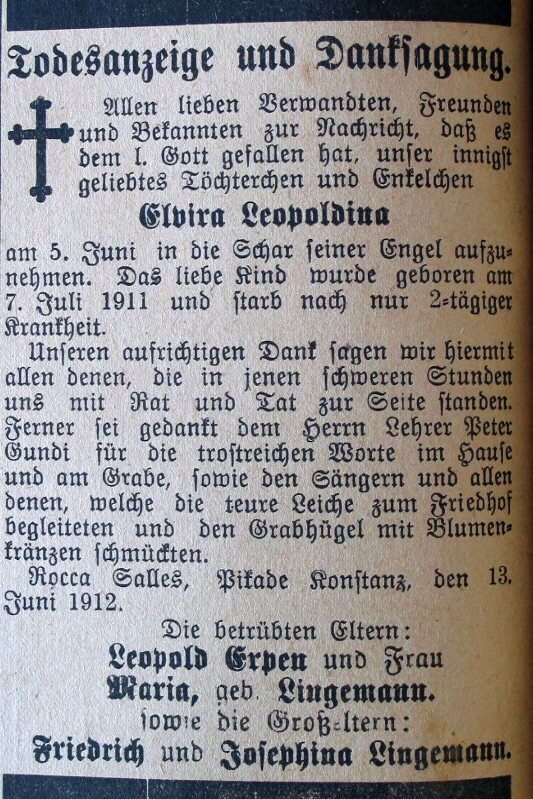 Todesanzeige und Danksagung.
Allen lieben Verwandten, Freunden
und Bekannten zur Nachricht, daß es
dem l. Gott gefallen hat, unser innigst
geliebtes Töchterchen und Enkelchen
Elvira Leopoldina
am 5. Juni in die Schar seiner Engel aufzu-
nehmen. Das liebe Kind wurde geboren am
7. Juli 1911 und starb nach nur 2-tägiger
Krankheit.
Unseren aufrichtigen Dank sagen wir hiermit
allen denen, die in jenen schweren Stunden
uns mit Rat und Tat zur Seite standen.
Ferner sei gedankt dem Herrn Lehrer Peter
Gundi für die trostreichen Worte im Hause
und am Grabe, sowie den Sängern und allen
denen, welche die teure Leiche zum Friedhof
begleiteten und den Grabhügel mit Blumen-
kränzen schmückten.
Rocca Salles, Pikade Konstanz, den 13.
Juni 1912.
Die betrübten Eltern:
Leopold Erpen und Frau
Maria, geb. Lingemann.
sowie die Großeltern:
Friedrich und Josephina Lingemann.